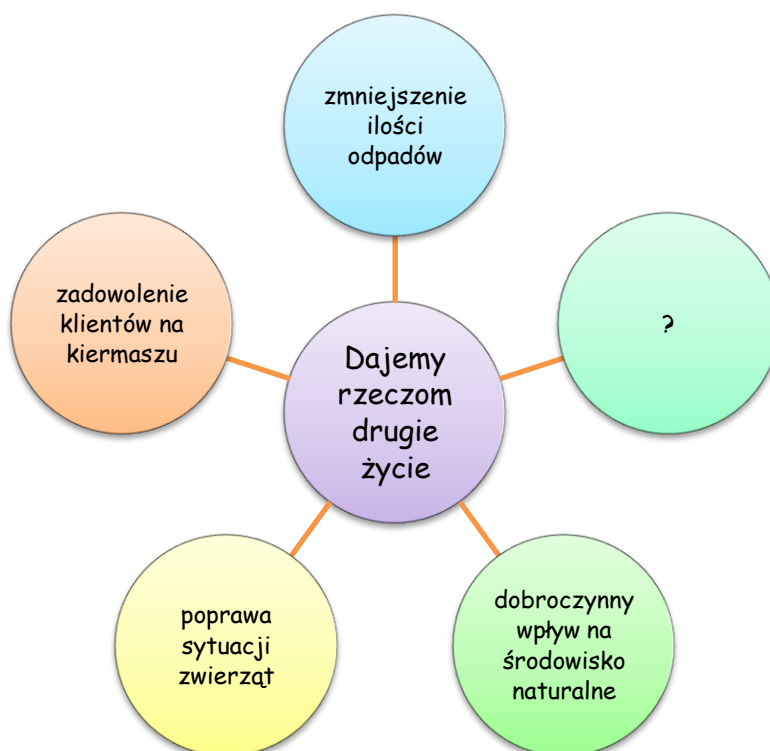 zmniejszenie
ilości
odpadów
zadowolenie
klientów na
kiermaszu
?
Dajemy
rzeczom
drugie
życie
poprawa
sytuacji
zwierząt
dobroczynny
wpływ na
środowisko
naturalne